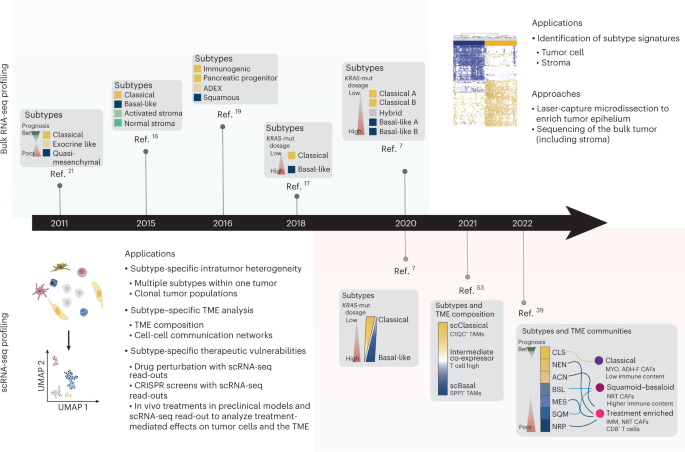 Bulk RNA-seq profiling
Subtypes
Prognosis
Better
Poor
Classical
Exocrine like
Quasi-
mesenchymal
Ref. 21
Subtypes
Classical
Basal-like
Activated stroma
Normal stroma
Ref. 16
Subtypes
Immunogenic
Pancreatic progenitor
ADEX
Squamous
Ref. 19
Subtypes
KRAS-mut
dosage
Low
High
Classical
Basal-like
Ref. 17
Subtypes
KRAS-mut
dosage
Low
High
Classical A
Classical B
Hybrid
Basal-like A
Basal-like B
Ref. 7
Applications
• Identification of subtype signatures
• Tumor cell
• Stroma
Approaches
• Laser-capture microdissection to
enrich tumor epithelium
• Sequencing of the bulk tumor
(including stroma)
2011
2015
2016
2018
2020
2021
2022
scRNA-seq profiling
UMAP 2
UMAP 1
Applications
• Subtype-specific intratumor heterogeneity
• Multiple subtypes within one tumor
• Clonal tumor populations
• Subtype–specific TME analysis
• TME composition
• Cell-cell communication networks
• Subtype-specific therapeutic vulnerabilities
• Drug perturbation with scRNA-seq
read-outs
• CRISPR screens with scRNA-seq
read-outs
• In vivo treatments in preclinical models and
scRNA-seq read-out to analyze treatment-
mediated effects on tumor cells and the TME
Ref. 7
Subtypes
KRAS-mut
dosage
Low
High
Classical
Basal-like
Ref. 53
Subtypes and
TME composition
scClassical
C1QC+ TAMs
Intermediate
co-expressor
T cell high
scBasal
SPP1+ TAMs
Ref. 39
Subtypes and TME communities
Prognosis
Better
Poor
CLS
NEN
ACN
BSL
MES
SQM
NRP
Classical
MYO, ADH-F CAFs
Low immune content
Squamoid–basaloid
NRT CAFs
Higher immune content
Treatment enriched
IMM, NRT CAFs
CD8+ T cells